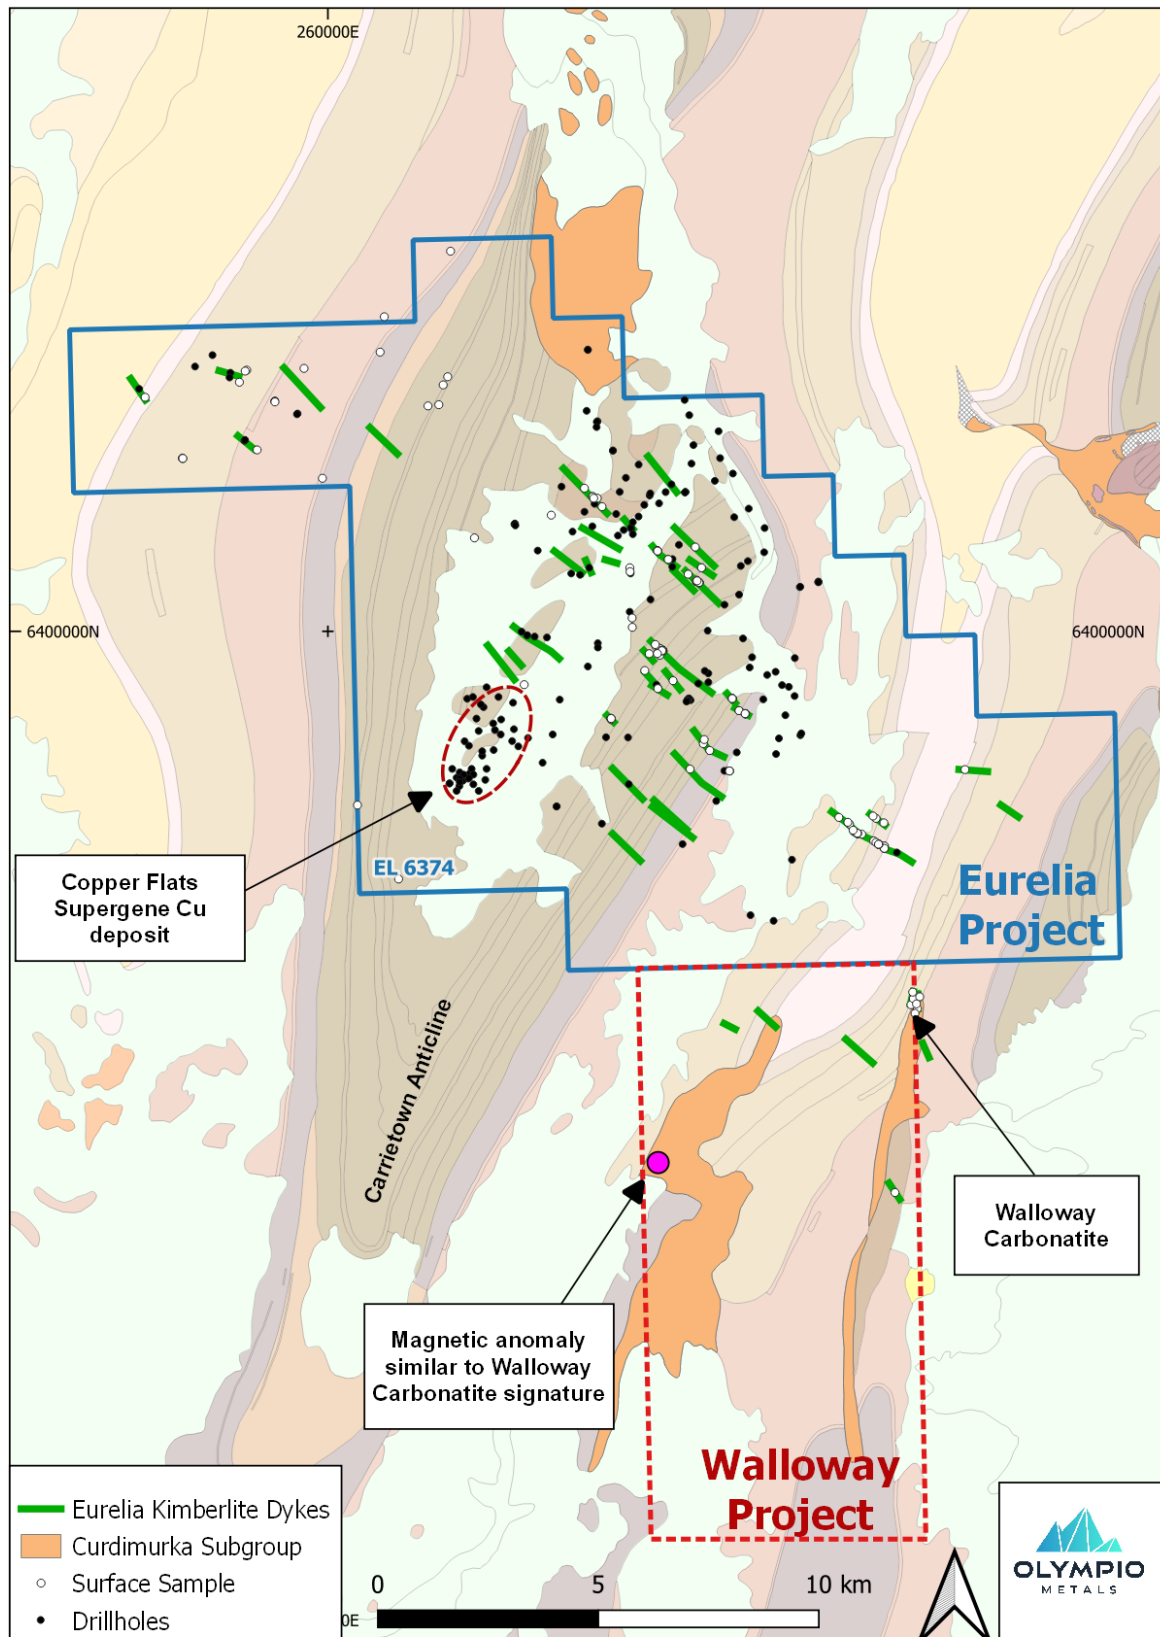 260000E
6400000N
6400000N
Copper Flats
Supergene Cu
deposit
EL 6374
Eurelia
Project
Carrietown Anticline
Walloway
Carbonatite
Magnetic anomaly
similar to Walloway
Carbonatite signature
Walloway
Project
Eurelia Kimberlite Dykes
Curdimurka Subgroup
Surface Sample
Drillholes
0 5 10 km
0E
OLYMPIO
METALS